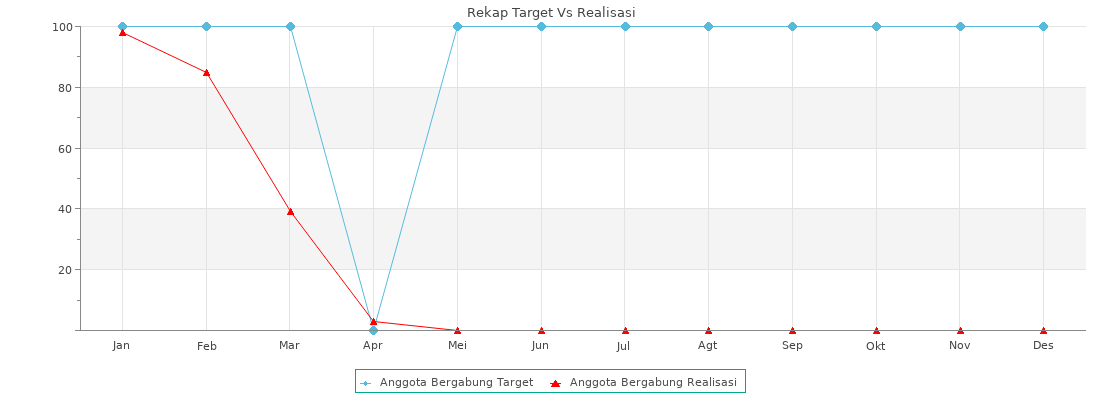 Rekap Target Vs Realisasi
100
80
60
40
20
Jan Feb Mar Apr Mei Jun Jul Agt Sep Okt Nov Des
Anggota Bergabung Target Anggota Bergabung Realisasi